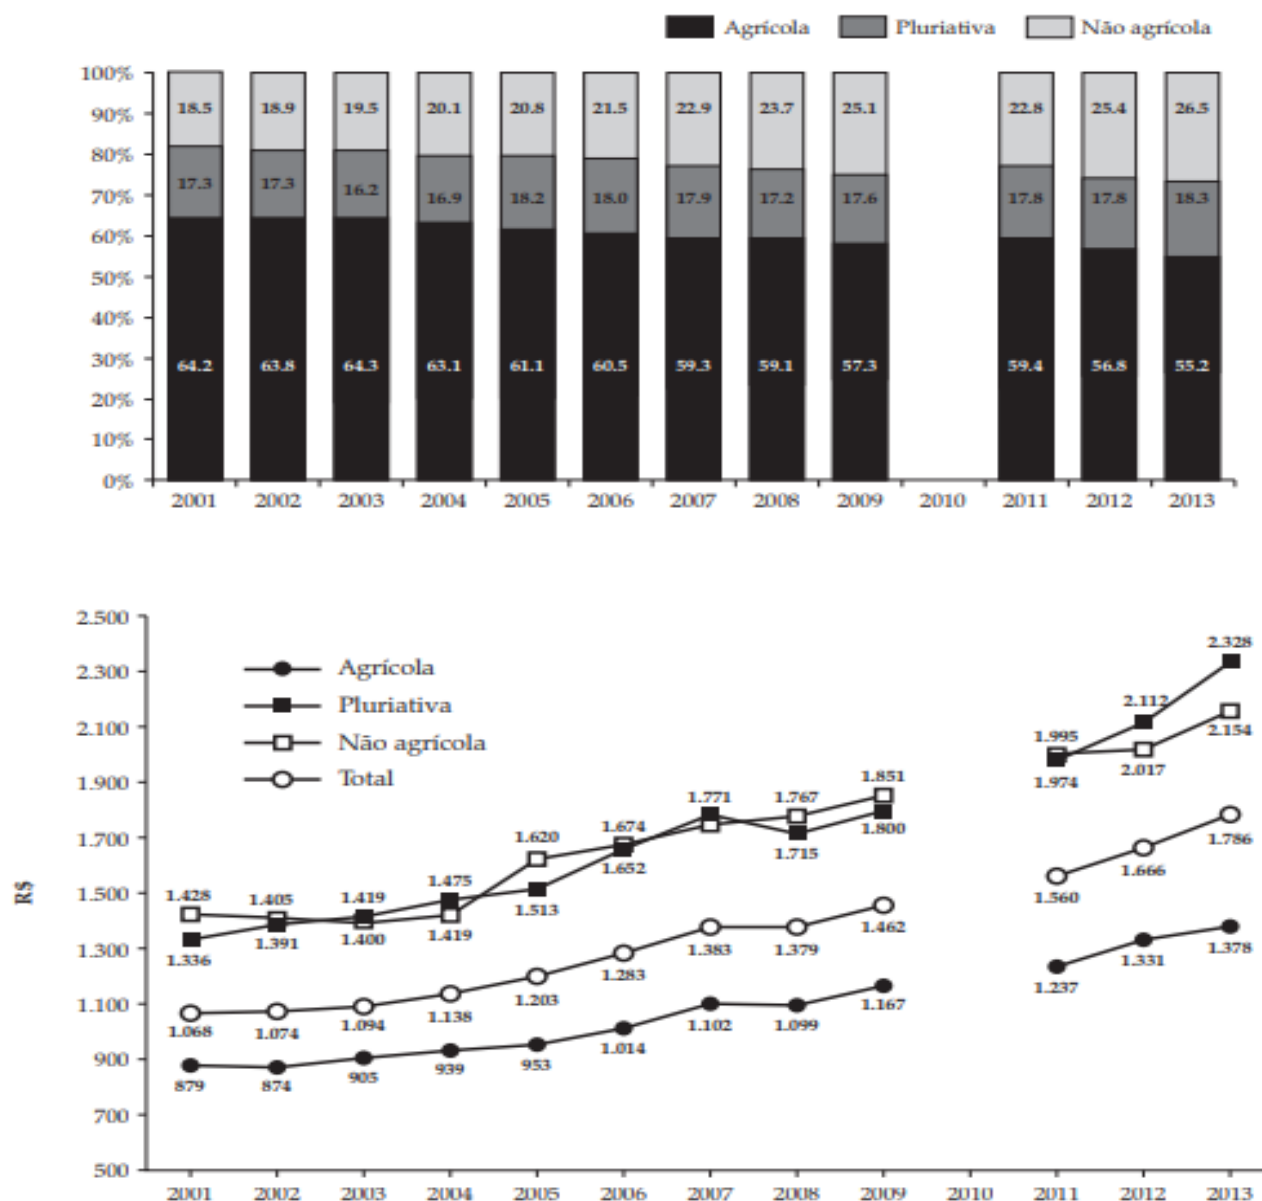 Agrícola Pluriativa Não agrícola
100%
90%
80%
70%
60%
50%
40%
30%
20%
10%
0%
18.5 18.9 19.5 20.1 20.8 21.5 22.9 23.7 25.1 22.8 25.4 26.5
17.3 17.3 16.2 16.9 18.2 18.0 17.9 17.2 17.6 17.8 17.8 18.3
64.2 63.8 64.3 63.1 61.1 60.5 59.3 59.1 57.3 59.4 56.8 55.2
2001 2002 2003 2004 2005 2006 2007 2008 2009 2010 2011 2012 2013
R$
2.500
2.300
2.100
1.900
1.700
1.500
1.300
1.100
900
700
500
Agrícola
Pluriativa
Não agrícola
Total
1.428 1.405 1.419 1.475 1.620 1.674 1.771 1.767 1.851 1.995 2.112 2.328
1.336 1.391 1.400 1.419 1.513 1.652 1.715 1.800 1.974 2.017 2.154
1.068 1.074 1.094 1.138 1.203 1.283 1.383 1.379 1.462 1.560 1.666 1.786
879 874 905 939 953 1.014 1.102 1.099 1.167 1.237 1.331 1.378
2001 2002 2003 2004 2005 2006 2007 2008 2009 2010 2011 2012 2013